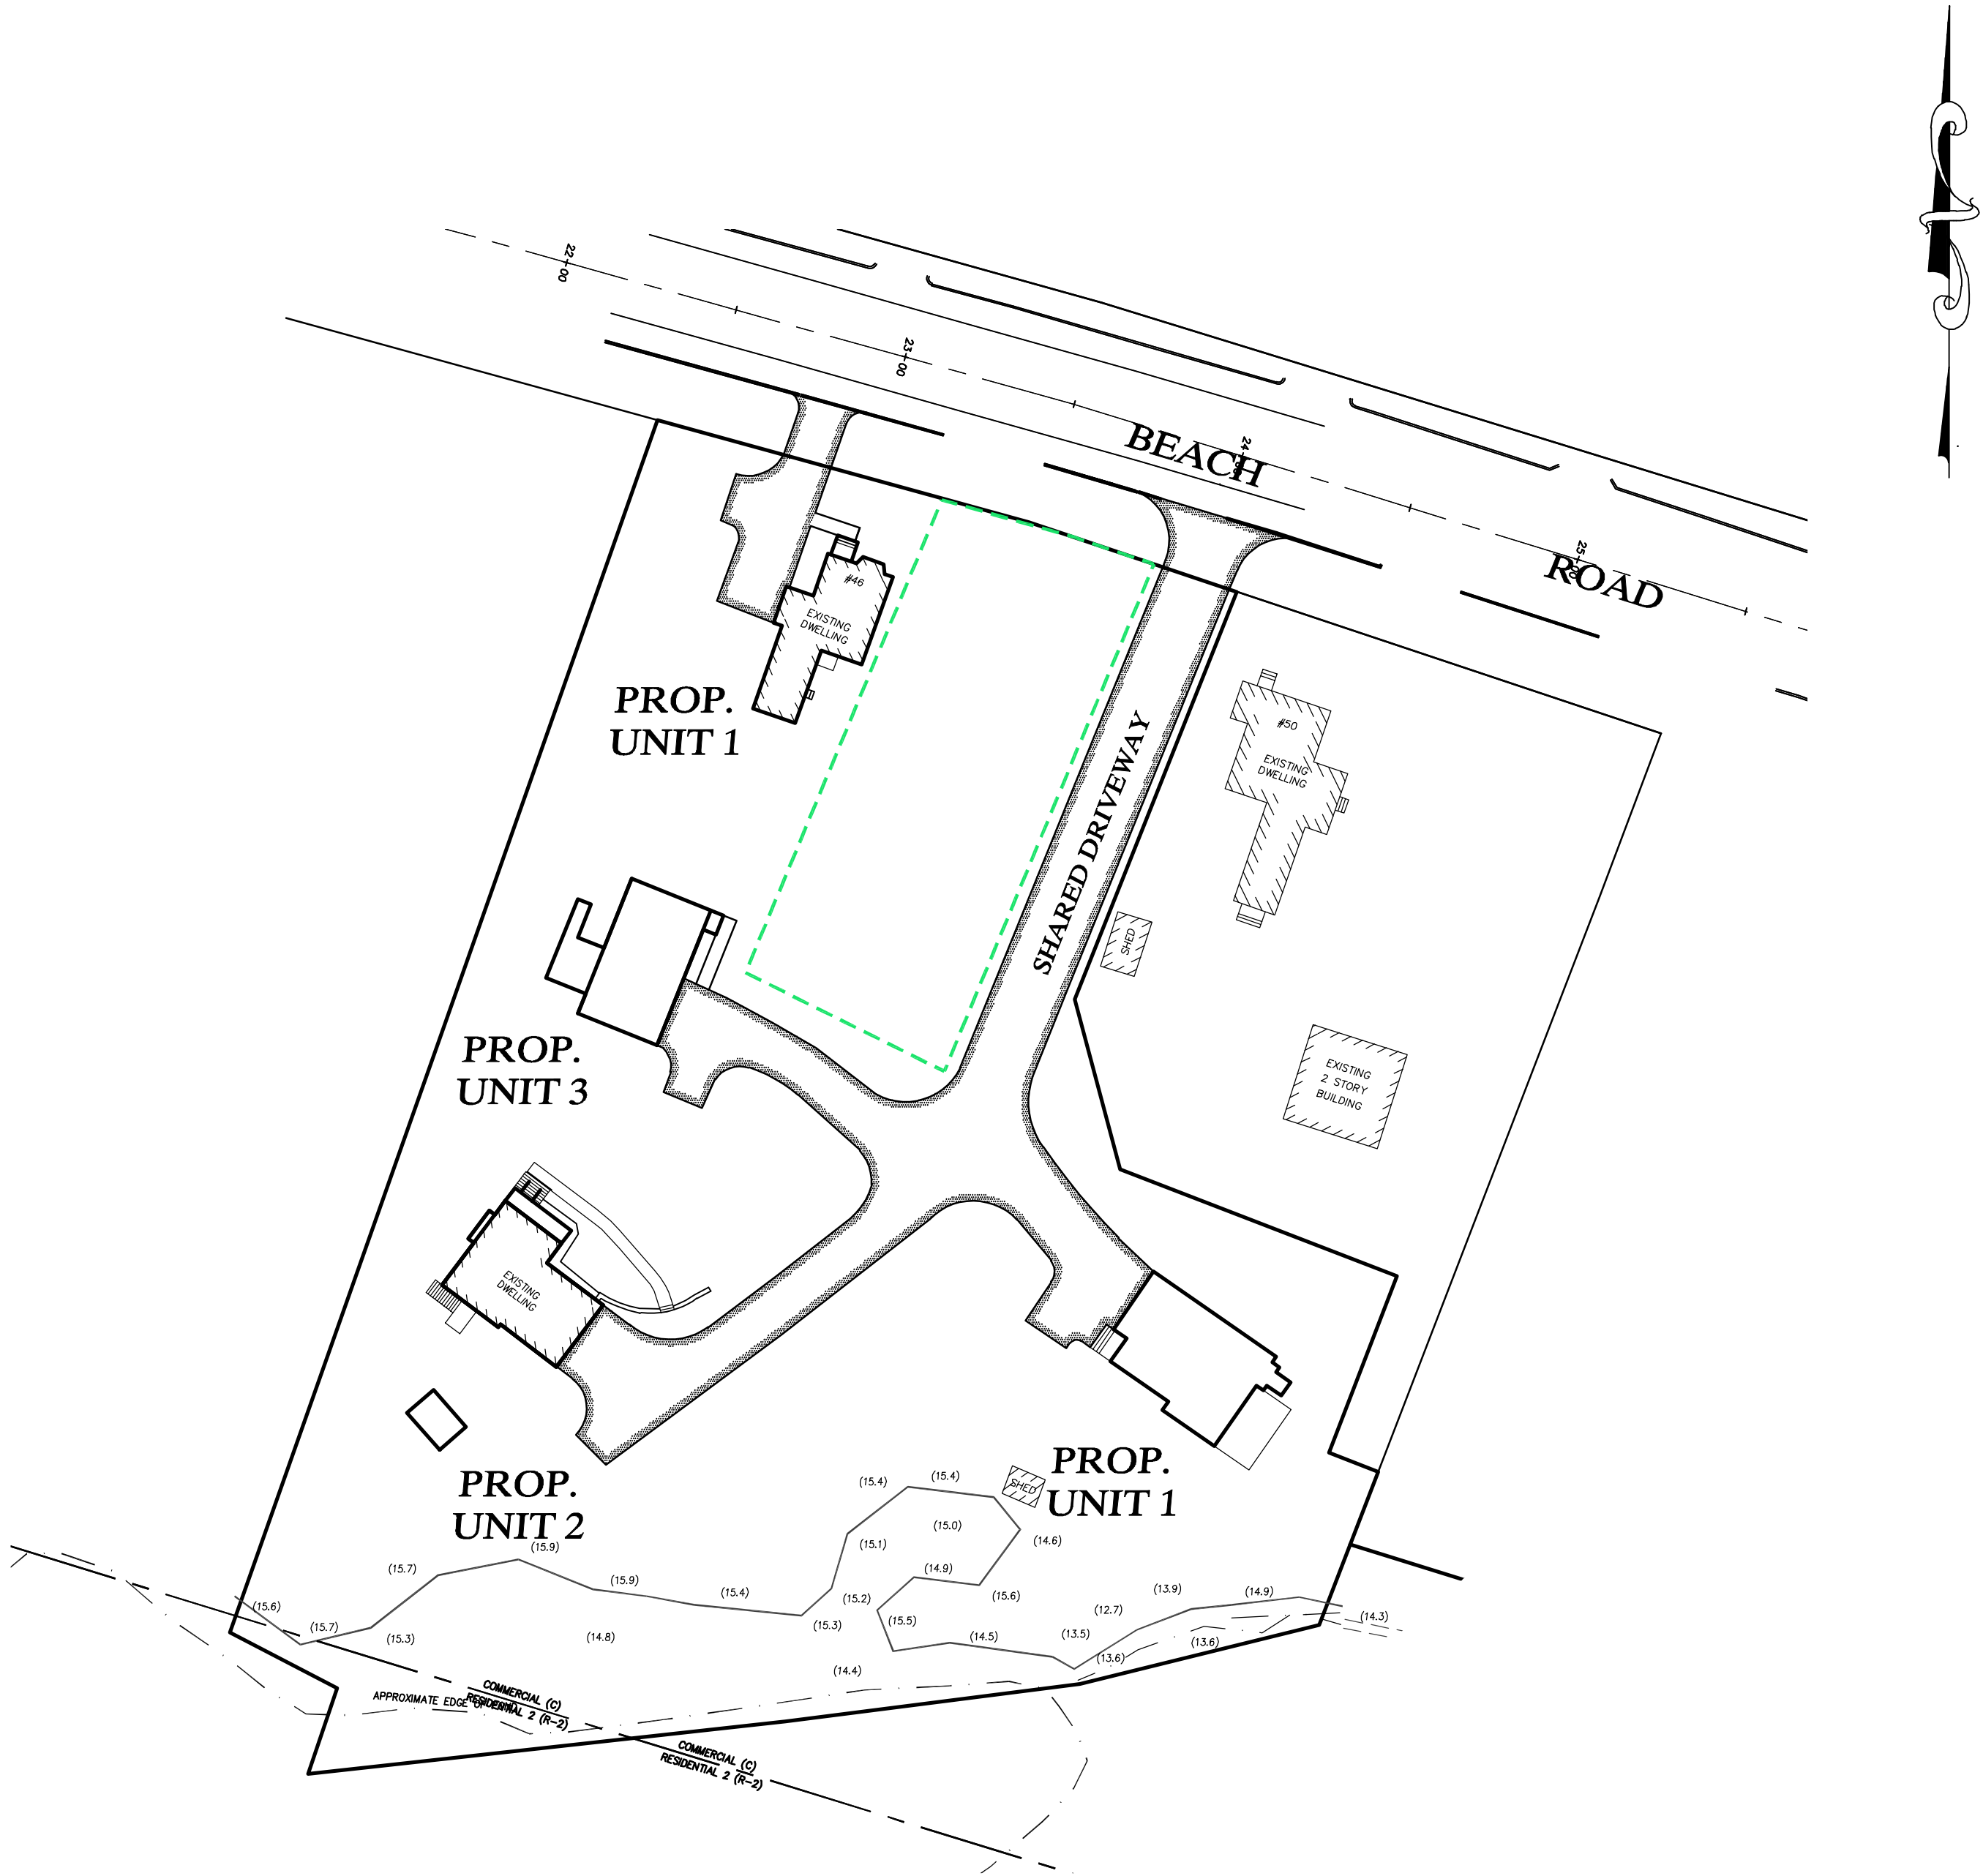 22+00
23+00
BEACH
24+00
25+00
ROAD
#46
EXISTING
DWELLING
PROP.
UNIT 1
#50
EXISTING
DWELLING
SHARED DRIVEWAY
SHED
PROP.
UNIT 3
EXISTING
2 STORY
BUILDING
EXISTING
DWELLING
PROP.
UNIT 2
PROP.
UNIT 1
SHED
(15.4)
(15.4)
(15.0)
(15.1)
(14.6)
(15.9)
(15.7)
(15.9)
(15.4)
(14.9)
(15.6)
(13.9)
(14.9)
(15.6)
(15.7)
(15.3)
(14.8)
(15.3)
(15.2)
(15.5)
(14.5)
(12.7)
(13.5)
(13.6)
(13.6)
(14.3)
(14.4)
COMMERCIAL (C)
RESIDENTIAL 2 (R-2)
APPROXIMATE EDGE OF
COMMERCIAL (C)
RESIDENTIAL 2 (R-2)